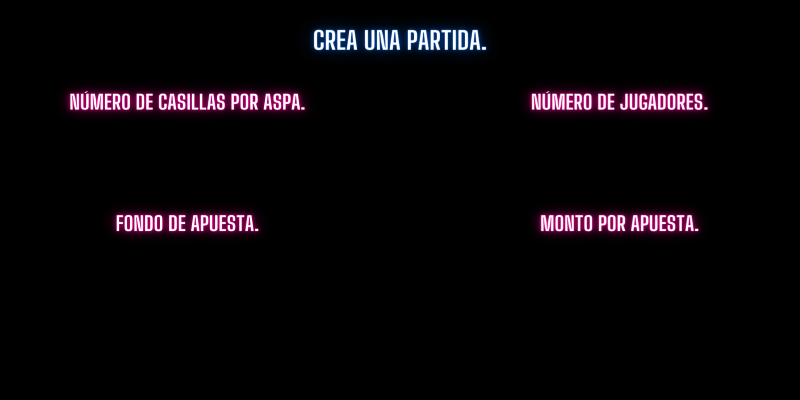 CREA UNA PARTIDA.
NÚMERO DE CASILLAS POR ASPA.
NÚMERO DE JUGADORES.
FONDO DE APUESTA.
MONTO POR APUESTA.